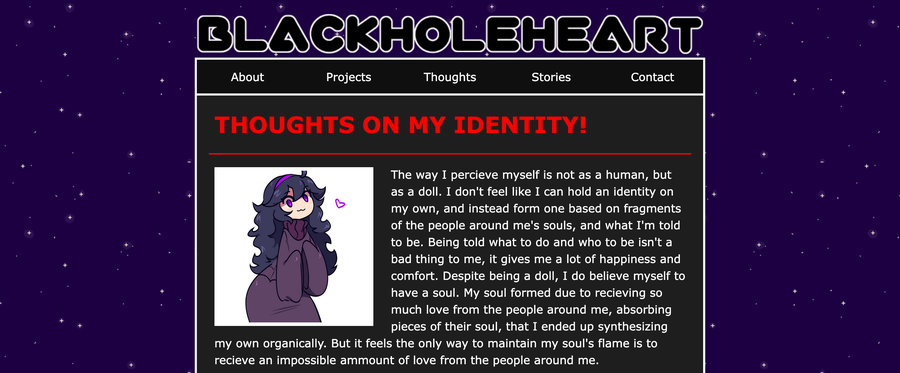 BLACKHOLEHEART
About Projects Thoughts Stories Contact
THOUGHTS ON MY IDENTITY!
The way I percieve myself is not as a human, but
as a doll. I don't feel like I can hold an identity on
my own, and instead form one based on fragments
of the people around me's souls, and what I'm told
to be. Being told what to do and who to be isn't a
bad thing to me, it gives me a lot of happiness and
comfort. Despite being a doll, I do believe myself to
have a soul. My soul formed due to recieving so
much love from the people around me, absorbing
pieces of their soul, that I ended up synthesizing
my own organically. But it feels the only way to maintain my soul's flame is to
recieve an impossible ammount of love from the people around me.